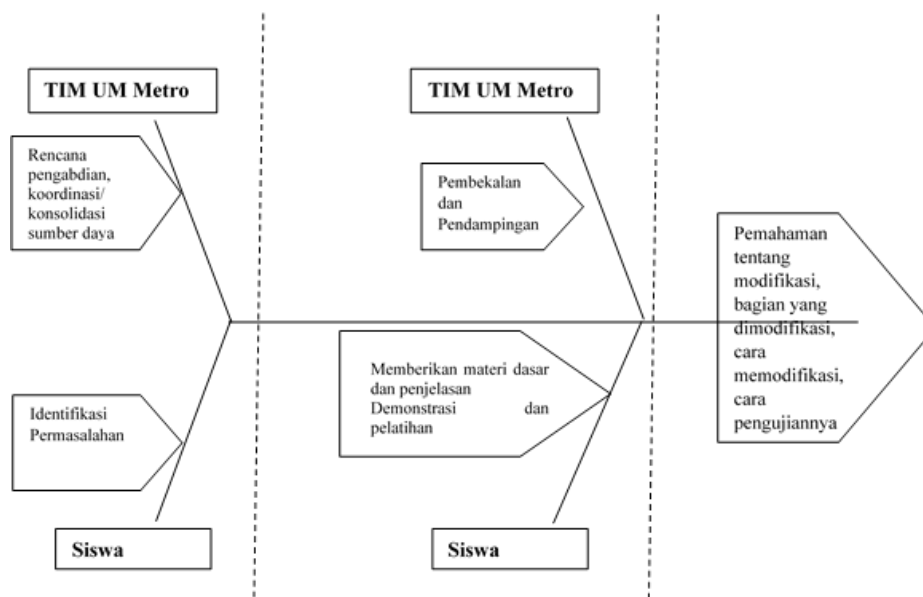 TIM UM Metro
Rencana
pengabdian,
koordinasi/
konsolidasi
sumber daya
TIM UM Metro
Pembekalan
dan
Pendampingan
Pemahaman
tentang
modifikasi,
bagian yang
dimodifikasi,
cara
memodifikasi,
cara
pengujiannya
Identifikasi
Permasalahan
Memberikan materi dasar
dan penjelasan
Demonstrasi dan
pelatihan
Siswa
Siswa